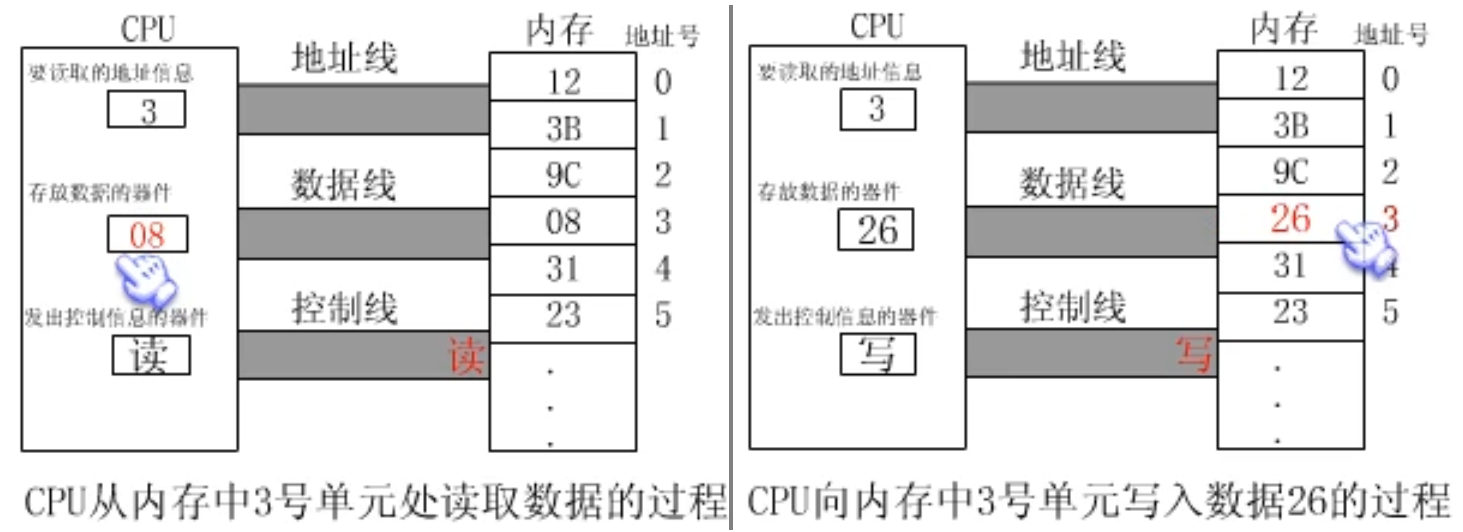 CPU
内存 地址号
地址线
要读取的地址信息
3
12 0
3B 1
数据线
9C 2
存放数据的器件
08
08 3
31 4
控制线
发出控制信息的器件
23 5
读
读
.
.
.
CPU从内存中3号单元处读取数据的过程
CPU
内存 地址号
地址线
要读取的地址信息
3
12 0
3B 1
数据线
9C 2
存放数据的器件
26
26 3
31
控制线
发出控制信息的器件
23 5
写
写
.
.
.
CPU向内存中3号单元写入数据26的过程